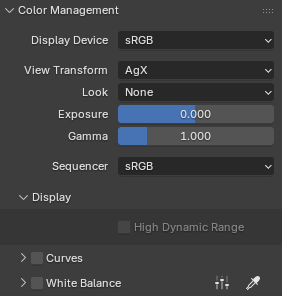 Color Management
Display Device sRGB
View Transform AgX
Look None
Exposure 0.000
Gamma 1.000
Sequencer sRGB
Display
High Dynamic Range
Curves
White Balance